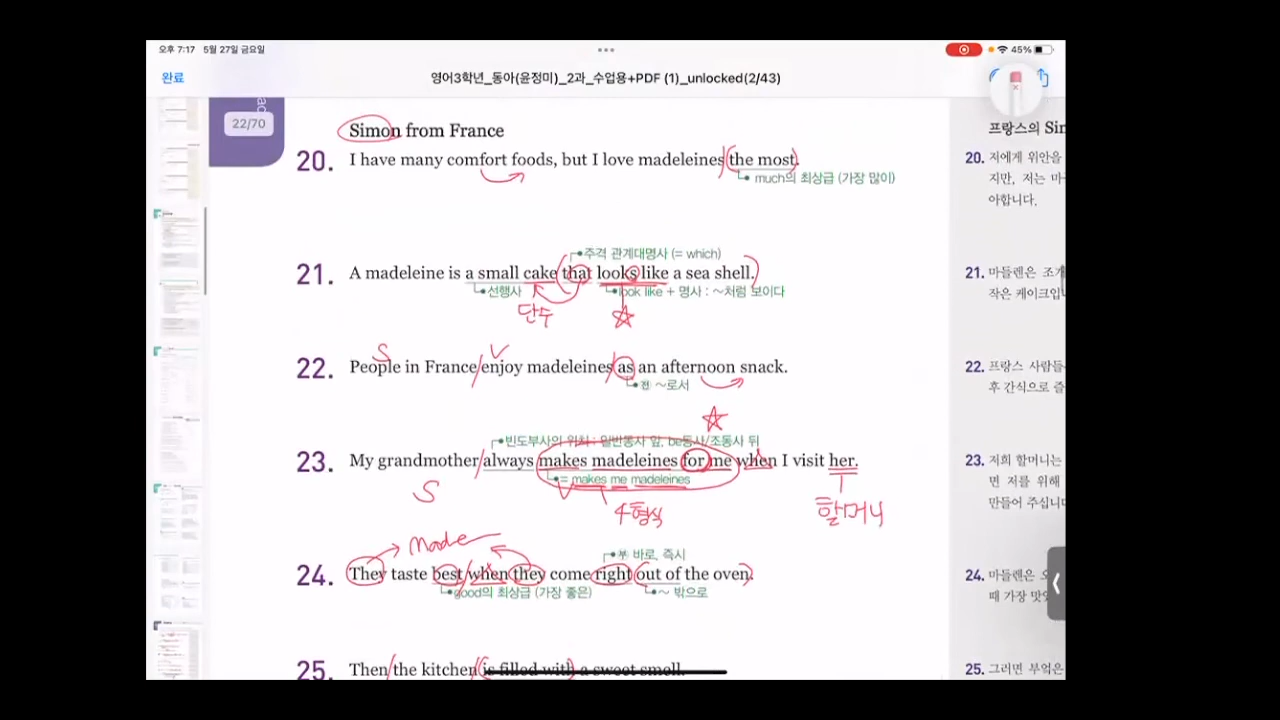 오후 7:17 5월 27일 금요일
45%
완료
영어3학년_동아(윤정미)_2과_수업용+PDF (1)_unlocked(2/43)
22/70
Simon from France
프랑스의 Sin
20. I have many comfort foods, but I love madeleines the most.
much의 최상급 (가장 많이)
20. 저에게 위안을
지만, 저는 마
아합니다.
주격 관계대명사 (= which)
21. A madeleine is a small cake that looks like a sea shell.
선행사
look like + 명사 : ~처럼 보이다
단수
21. 마들렌은 조개
작은 케이크입니
S V
22. People in France enjoy madeleines as an afternoon snack.
전 ~로서
22. 프랑스 사람들
후 간식으로 즐
빈도부사의 위치 : 일반동사 앞, be동사/조동사 뒤
23. My grandmother always makes madeleines for me when I visit her.
= makes me madeleines
S
4형식
할머니
23. 저희 할머니는
면 저를 위해
만들어 주십니다
made
부 바로, 즉시
24. They taste best when they come right out of the oven.
good의 최상급 (가장 좋은)
~ 밖으로
24. 마들렌은 오
때 가장 맛있
25. Then the kitchen is filled with a sweet smell.
25. 그러면 부엌은